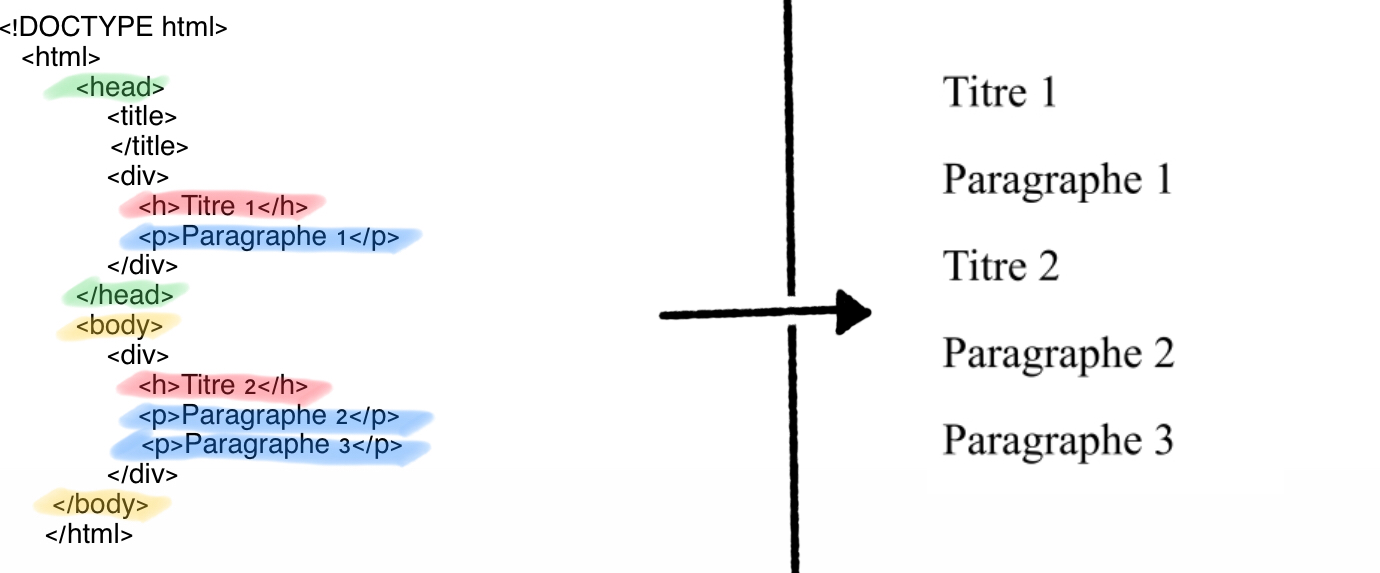 <!DOCTYPE html>
<html>
<head>
<title>
</title>
<div>
<h>Titre 1</h>
<p>Paragraphe 1</p>
</div>
</head>
<body>
<div>
<h>Titre 2</h>
<p>Paragraphe 2</p>
<p>Paragraphe 3</p>
</div>
</body>
</html>
Titre 1
Paragraphe 1
Titre 2
Paragraphe 2
Paragraphe 3